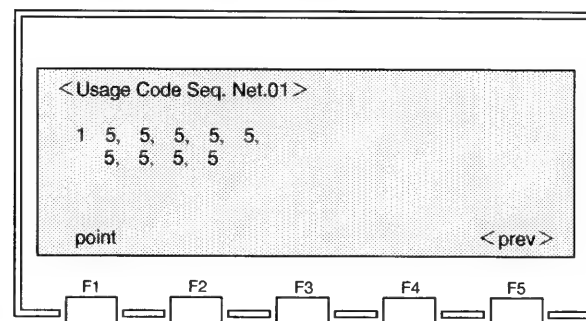 <Usage Code Seq. Net.01>
1 5, 5, 5, 5, 5,
5, 5, 5, 5
point <prev>
F1 F2 F3 F4 F5